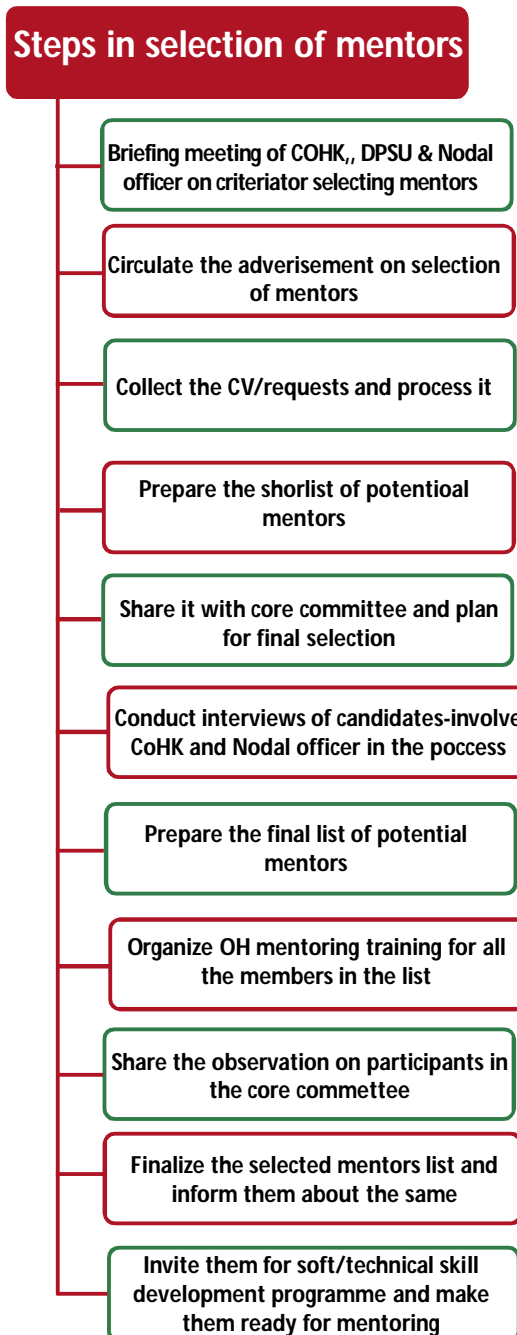 Steps in selection of mentors
Briefing meeting of COHK,, DPSU & Nodal
officer on criteriator selecting mentors
Circulate the adverisement on selection
of mentors
Collect the CV/requests and process it
Prepare the shorlist of potentioal
mentors
Share it with core committee and plan
for final selection
Conduct interviews of candidates-involve
CoHK and Nodal officer in the poccess
Prepare the final list of potential
mentors
Organize OH mentoring training for all
the members in the list
Share the observation on participants in
the core commettee
Finalize the selected mentors list and
inform them about the same
Invite them for soft/technical skill
development programme and make
them ready for mentoring